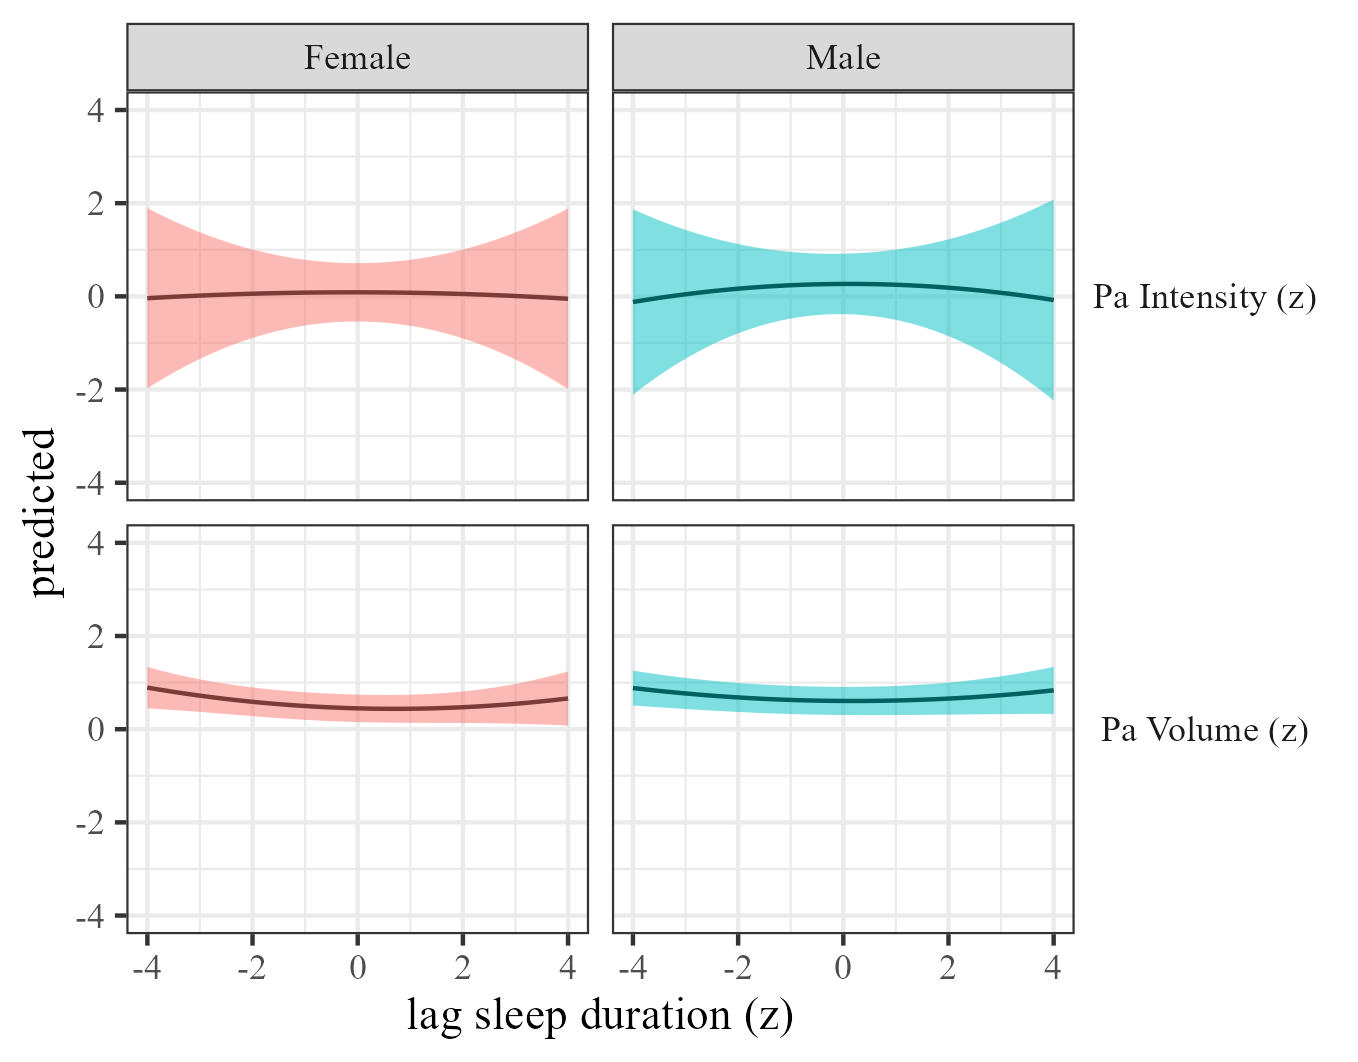 Female Male
4
2
0
-2
-4
Pa Intensity (z)
predicted
4
2
0
-2
-4
Pa Volume (z)
-4 -2 0 2 4 -4 -2 0 2 4
lag sleep duration (z)